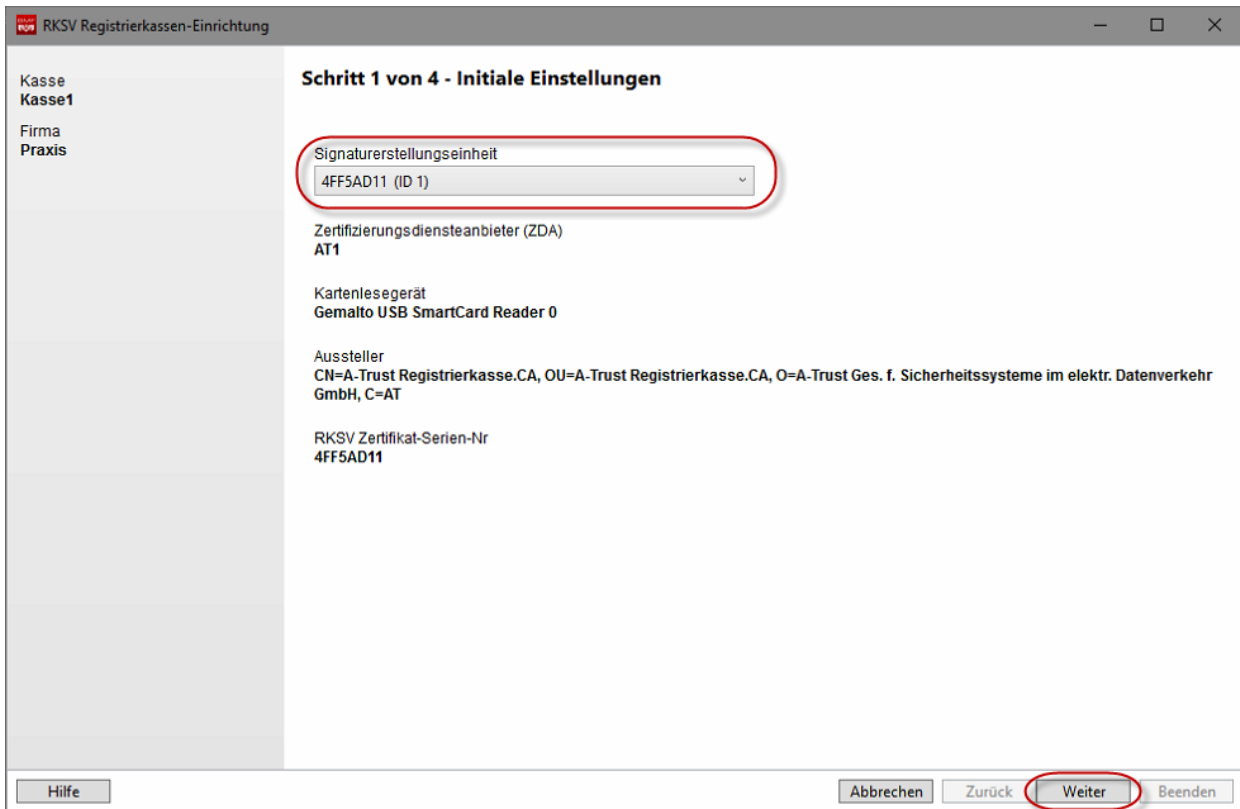 RKSV Registrierkassen-Einrichtung
Kasse
Kasse1
Firma
Praxis
Schritt 1 von 4 - Initiale Einstellungen
Signaturerstellungseinheit
4FF5AD11 (ID 1)
Zertifizierungsdiensteanbieter (ZDA)
AT1
Kartenlesegerät
Gemalto USB SmartCard Reader 0
Aussteller
CN=A-Trust Registrierkasse.CA, OU=A-Trust Registrierkasse.CA, O=A-Trust Ges. f. Sicherheitssysteme im elektr. Datenverkehr
GmbH, C=AT
RKSV Zertifikat-Serien-Nr
4FF5AD11
Hilfe
Abbrechen
Zurück
Weiter
Beenden